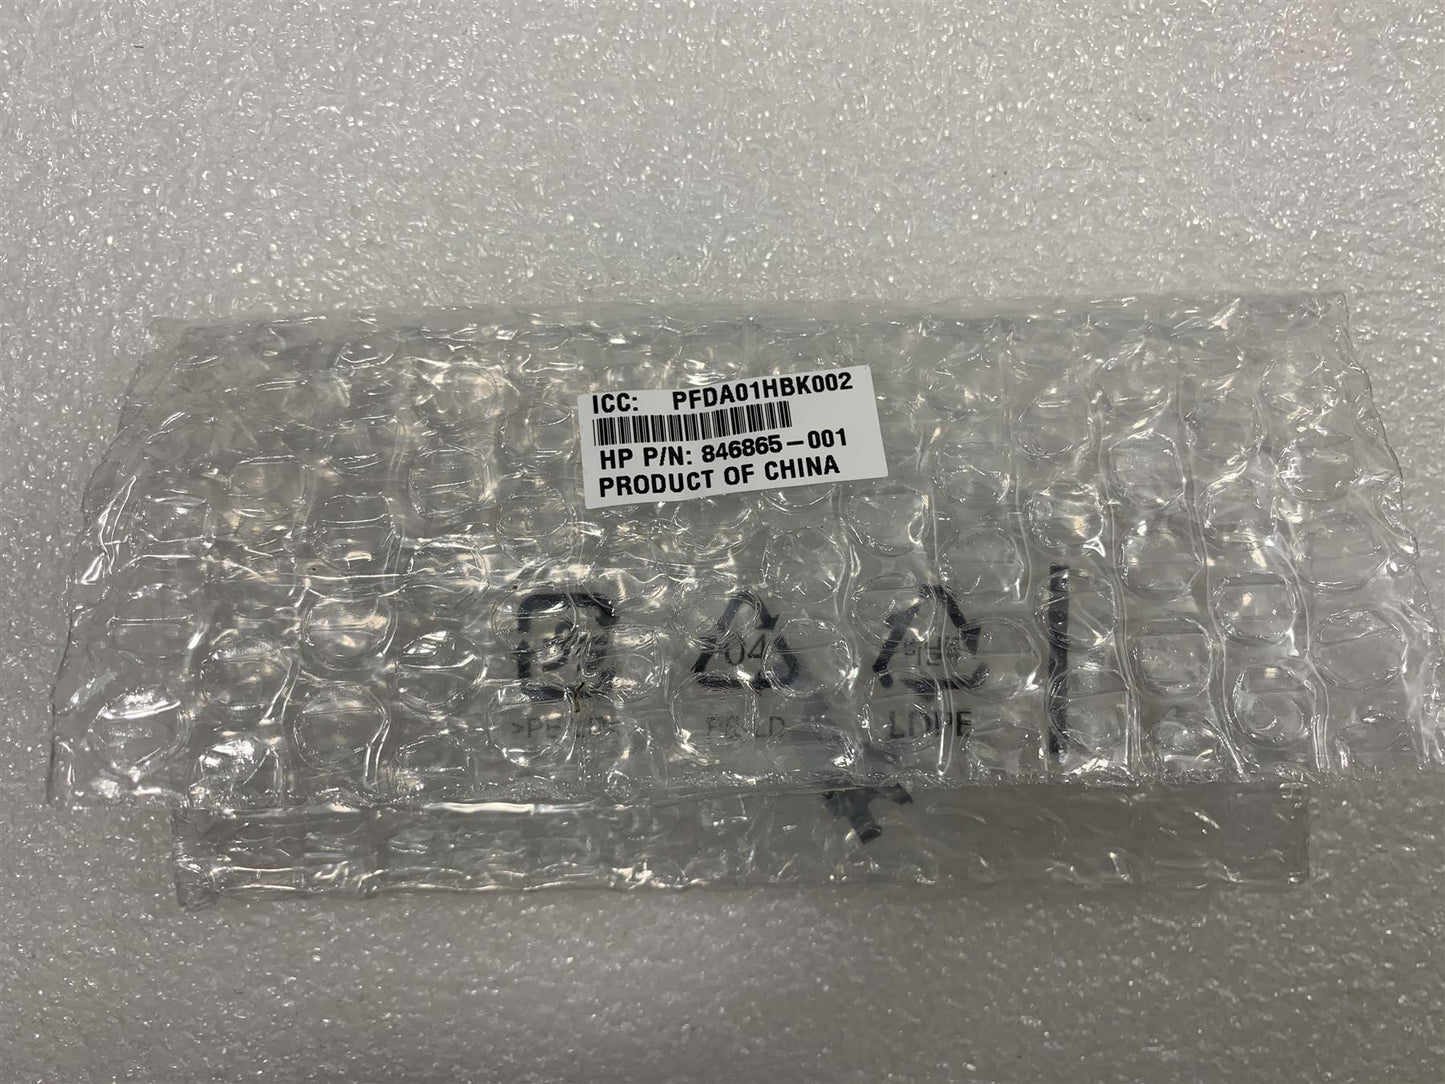 ICC: PFDA01HBK002
HP P/N: 846865-001
PRODUCT OF CHINA
04
LDPE